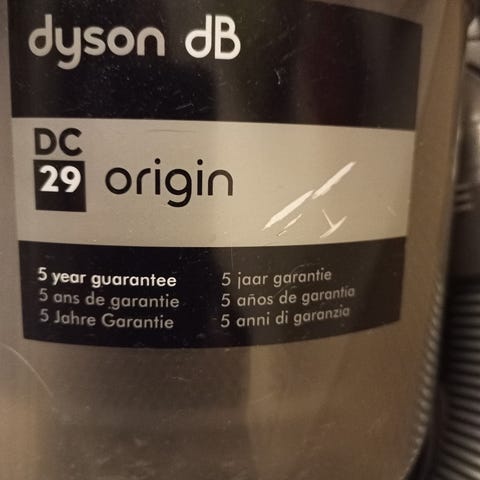 dyson dB
DC
29 origin
5 year guarantee
5 ans de garantie
5 Jahre Garantie
5 jaar garantie
5 años de garantía
5 anni di garanzia